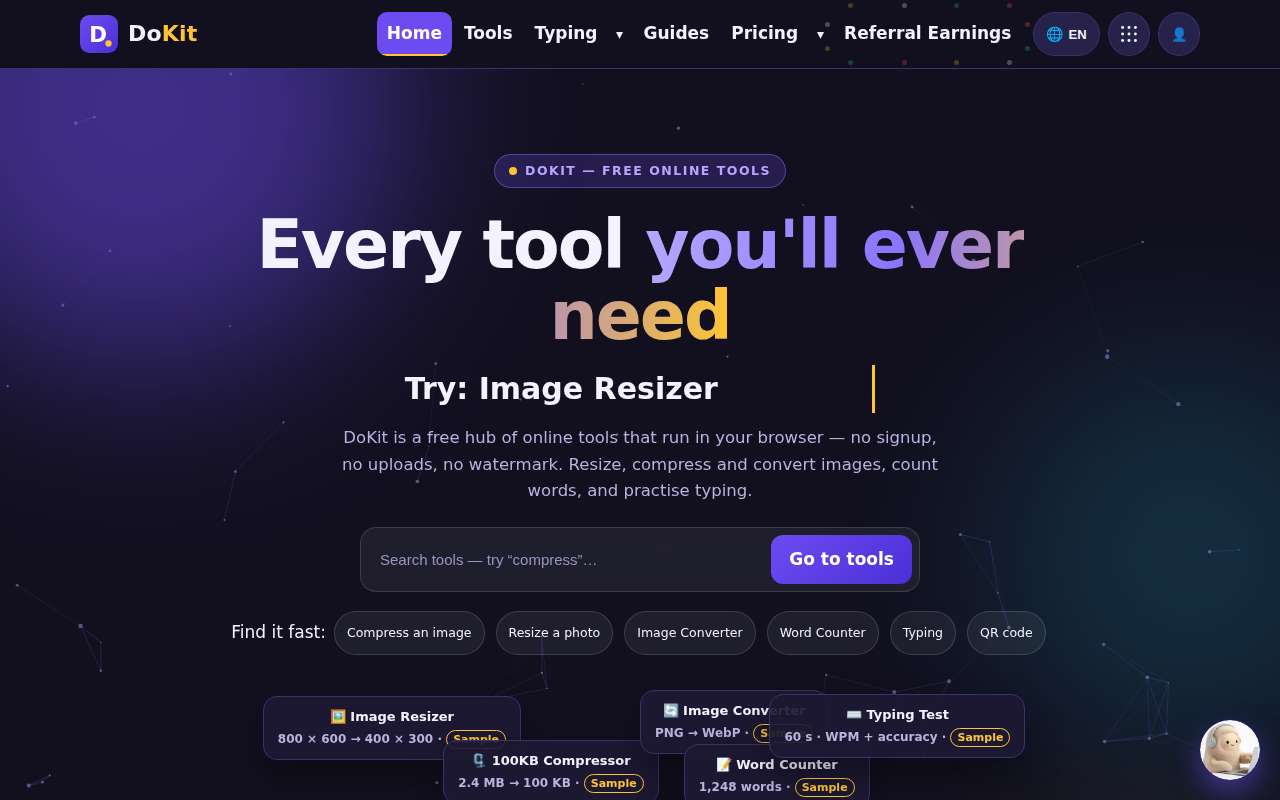 DoKit
Home Tools Typing ▾ Guides Pricing ▾ Referral Earnings 🌐 EN
DOKIT — FREE ONLINE TOOLS
Every tool you'll ever
need
Try: Image Resizer
DoKit is a free hub of online tools that run in your browser — no signup,
no uploads, no watermark. Resize, compress and convert images, count
words, and practise typing.
Search tools — try “compress”…
Go to tools
Find it fast: Compress an image Resize a photo Image Converter Word Counter Typing QR code
🖼️ Image Resizer
800 × 600 → 400 × 300 · Sample
🗜️ 100KB Compressor
2.4 MB → 100 KB · Sample
🔄 Image Converter
PNG → WebP ·
📝 Word Counter
1,248 words · Sample
⌨️ Typing Test
60 s · WPM + accuracy · Sample